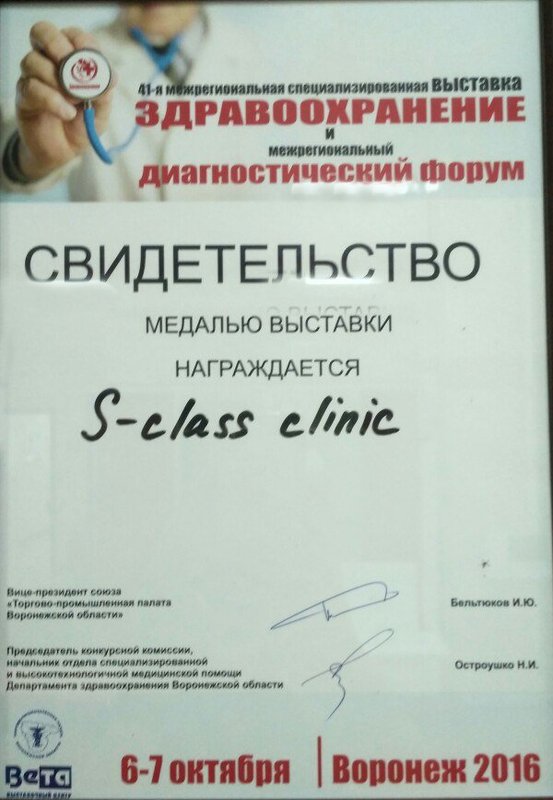 41-я межрегиональная специализированная ВЫСТАВКА
ЗДРАВООХРАНЕНИЕ
и
межрегиональный
ДИАГНОСТИЧЕСКИЙ ФОРУМ
СВИДЕТЕЛЬСТВО
МЕДАЛЬЮ ВЫСТАВКИ
НАГРАЖДАЕТСЯ
S-class clinic
Вице-президент союза
«Торгово-промышленная палата
Воронежской области»
Бельтюков И.Ю.
Председатель конкурсной комиссии,
начальник отдела специализированной
и высокотехнологичной медицинской помощи
Департамента здравоохранения Воронежской области
Остроушко Н.И.
Вета
ВЫСТАВОЧНЫЙ ЦЕНТР
6-7 октября | Воронеж 2016